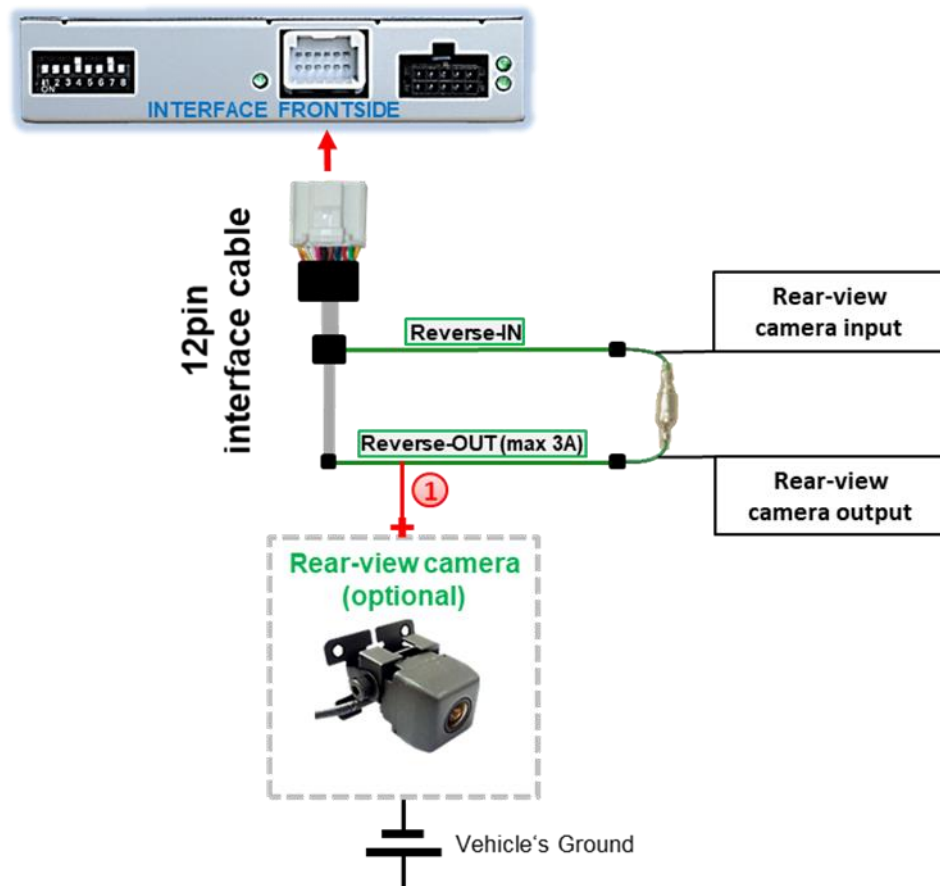 1 2 3 4 5 6 7 8
ON
INTERFACE FRONTSIDE
12pin
interface cable
Reverse-IN
Rear-view
camera input
Reverse-OUT (max 3A)
1
Rear-view
camera output
+
Rear-view camera
(optional)
Vehicle‘s Ground